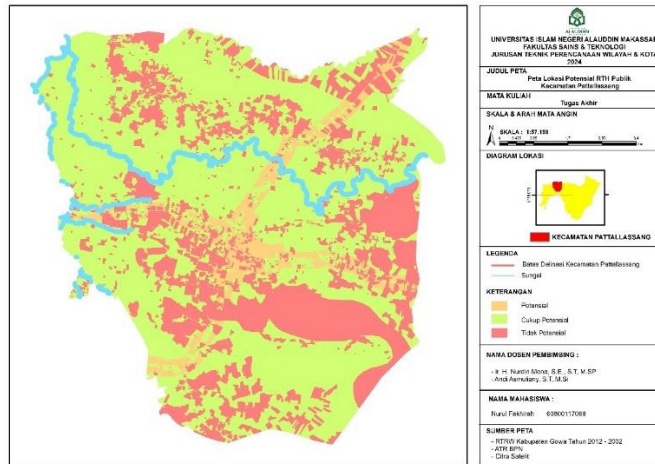 UNIVERSITAS ISLAM NEGERI ALAUDDIN MAKASSAR
FAKULTAS SAINS & TEKNOLOGI
JURUSAN TEKNIK PERENCANAAN WILAYAH & KOTA
2024
JUDUL PETA
Peta Lokasi Potensial RTH Publik
Kecamatan Pattallassang
MATA KULIAH
Tugas Akhir
SKALA & ARAH MATA ANGIN
N
SKALA : 1:57.150
DIAGRAM LOKASI
KECAMATAN PATTALLASSANG
LEGENDA
Batas Delinasi Kecamatan Pattallassang
Sungai
KETERANGAN
Potensial
Cukup Potensial
Tidak Potensial
NAMA DOSEN PEMBIMBING :
- Ir. H. Nurdin Mone, S.E., S.T, M.SP
- Andi Asmuliany, S.T, M.Si
NAMA MAHASISWA :
Nurul Fakhirah
SUMBER PETA
- RTRW Kabupaten Gowa Tahun 2012 - 2032
- ATR BPN
- Citra Satelit